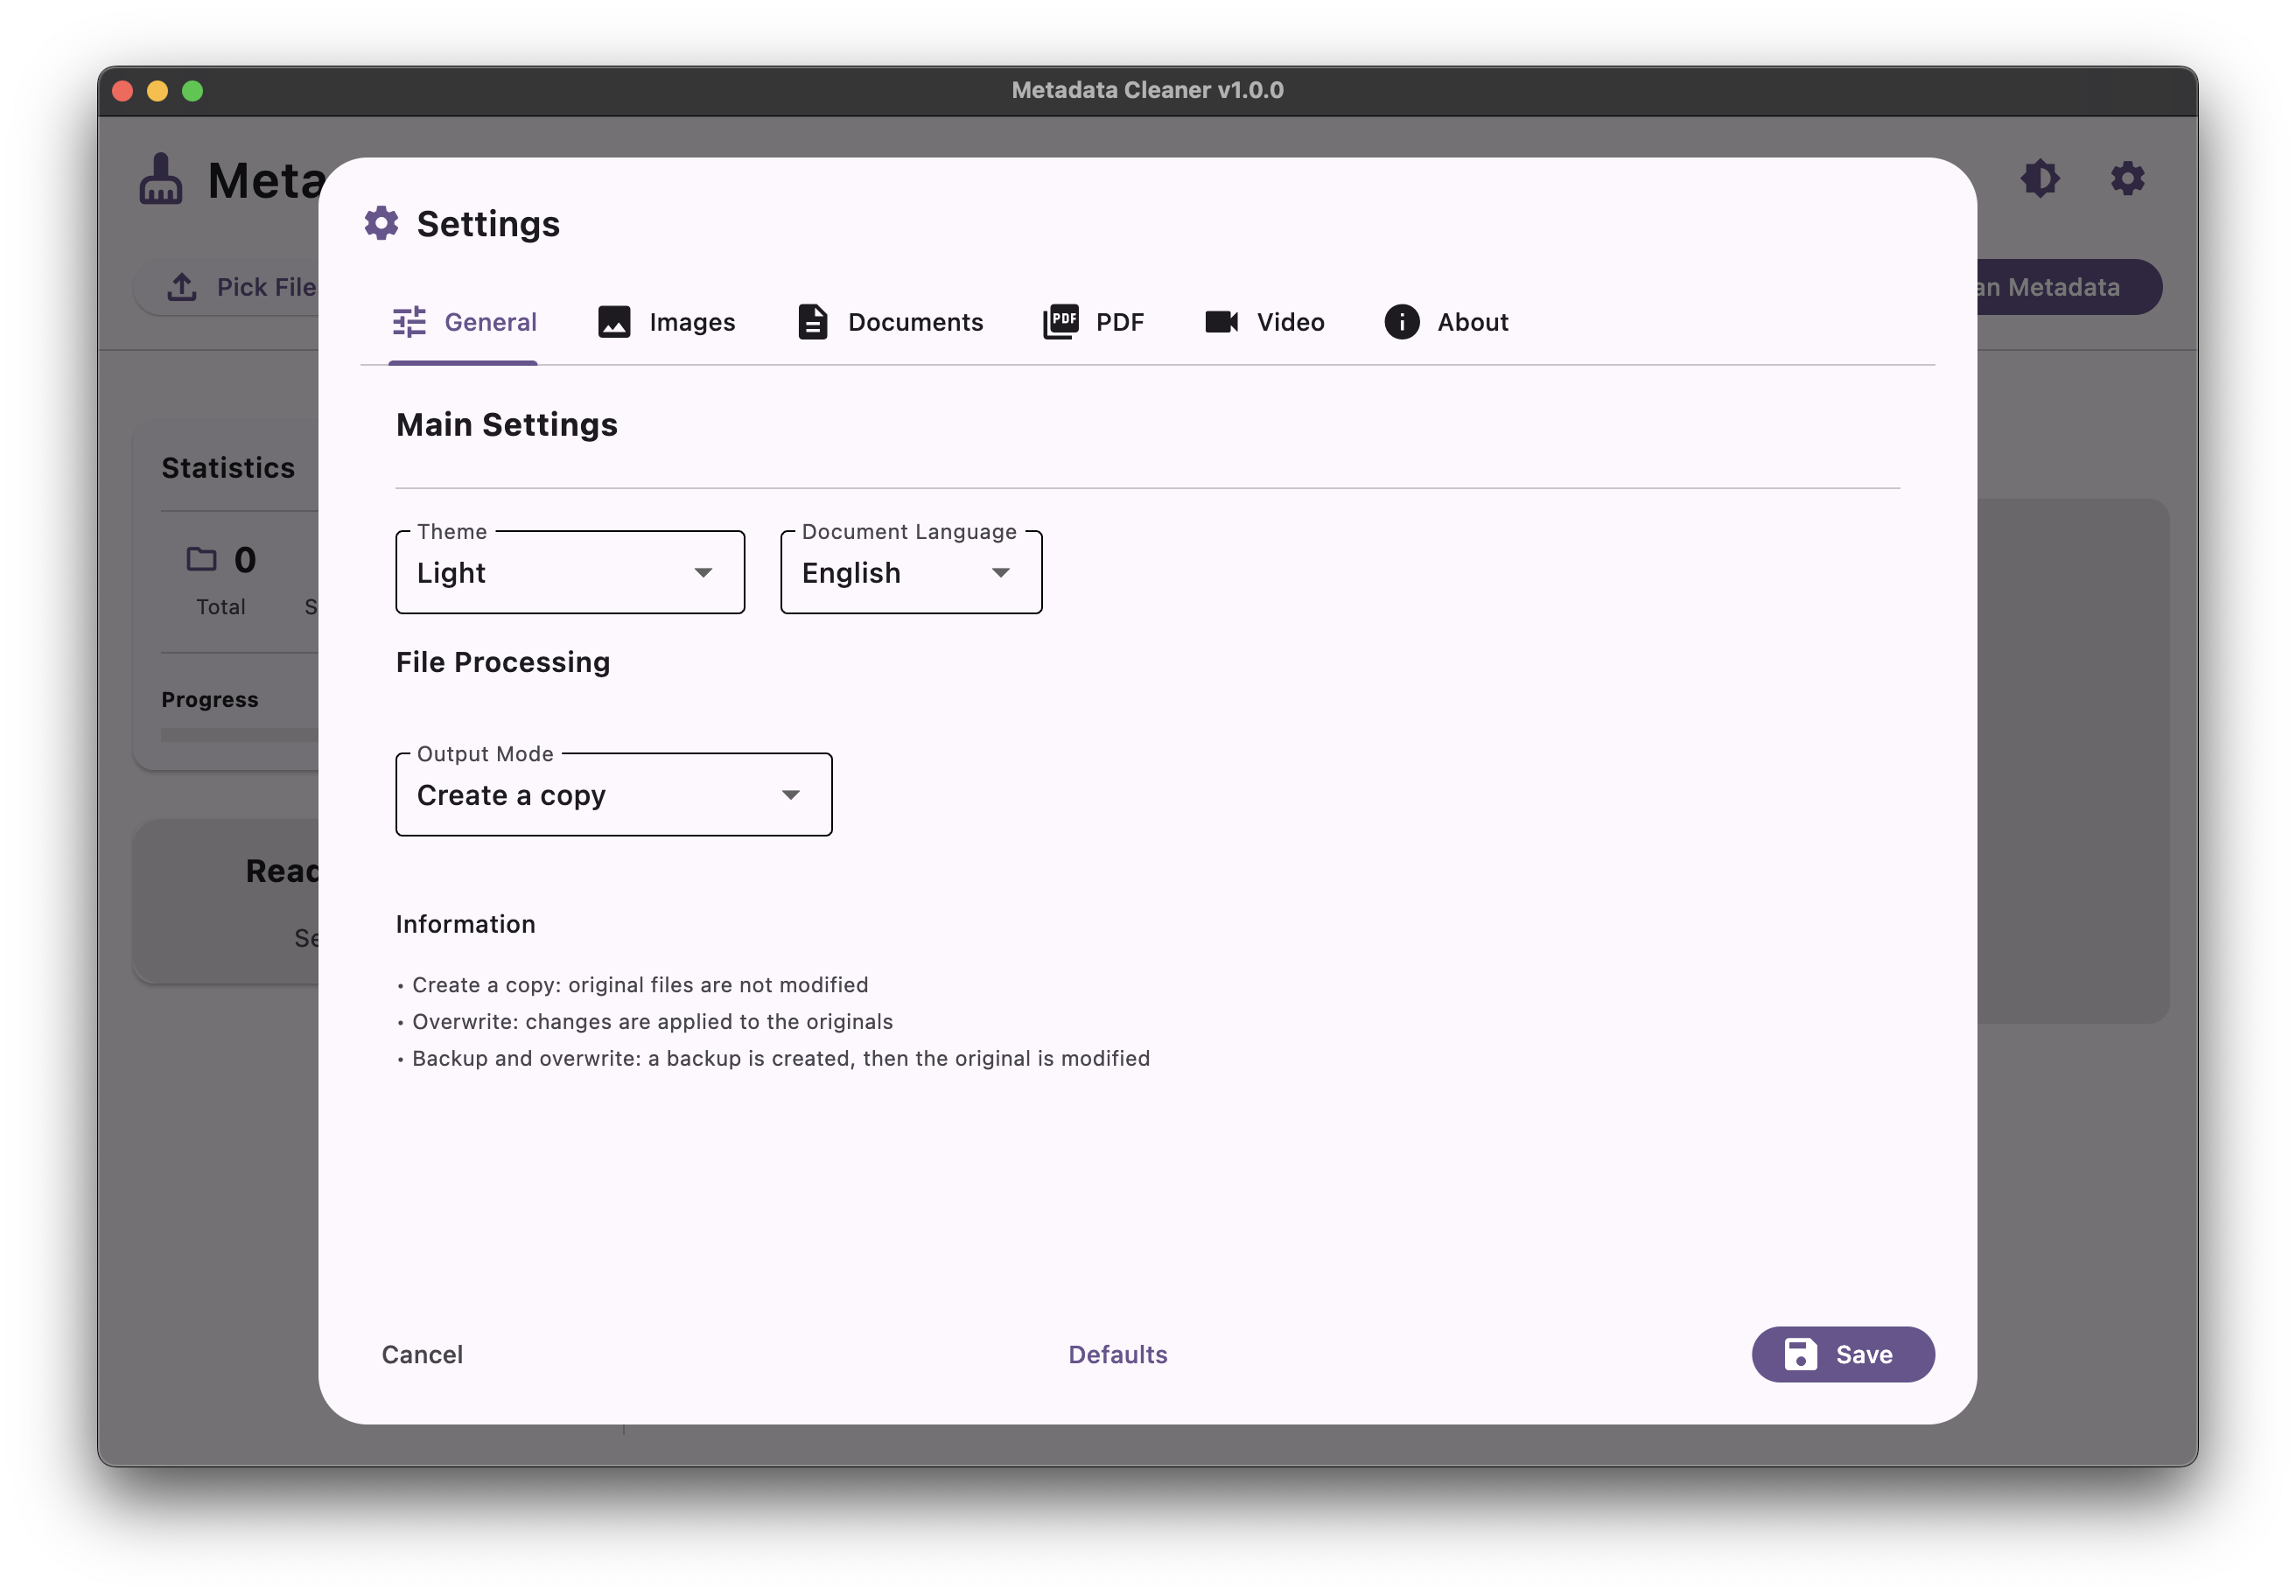 Metadata Cleaner v1.0.0
Meta
Settings
Pick File
an Metadata
General Images Documents PDF Video About
Main Settings
Statistics
Theme Document Language
Light English
0
Total S
File Processing
Progress
Output Mode
Create a copy
Read
Information
Se
• Create a copy: original files are not modified
• Overwrite: changes are applied to the originals
• Backup and overwrite: a backup is created, then the original is modified
Cancel Defaults Save